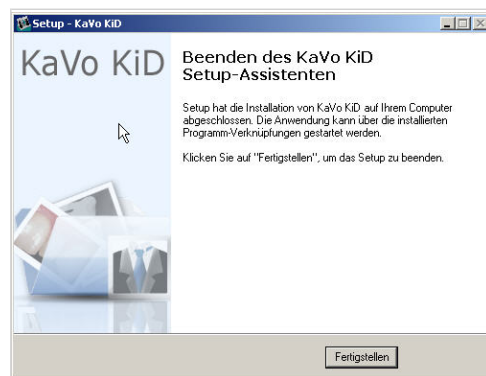 Setup - KaVo KiD
KaVo KiD
Beenden des KaVo KiD
Setup-Assistenten
Setup hat die Installation von KaVo KiD auf Ihrem Computer
abgeschlossen. Die Anwendung kann über die installierten
Programm-Verknüpfungen gestartet werden.
Klicken Sie auf "Fertigstellen", um das Setup zu beenden.
Fertigstellen